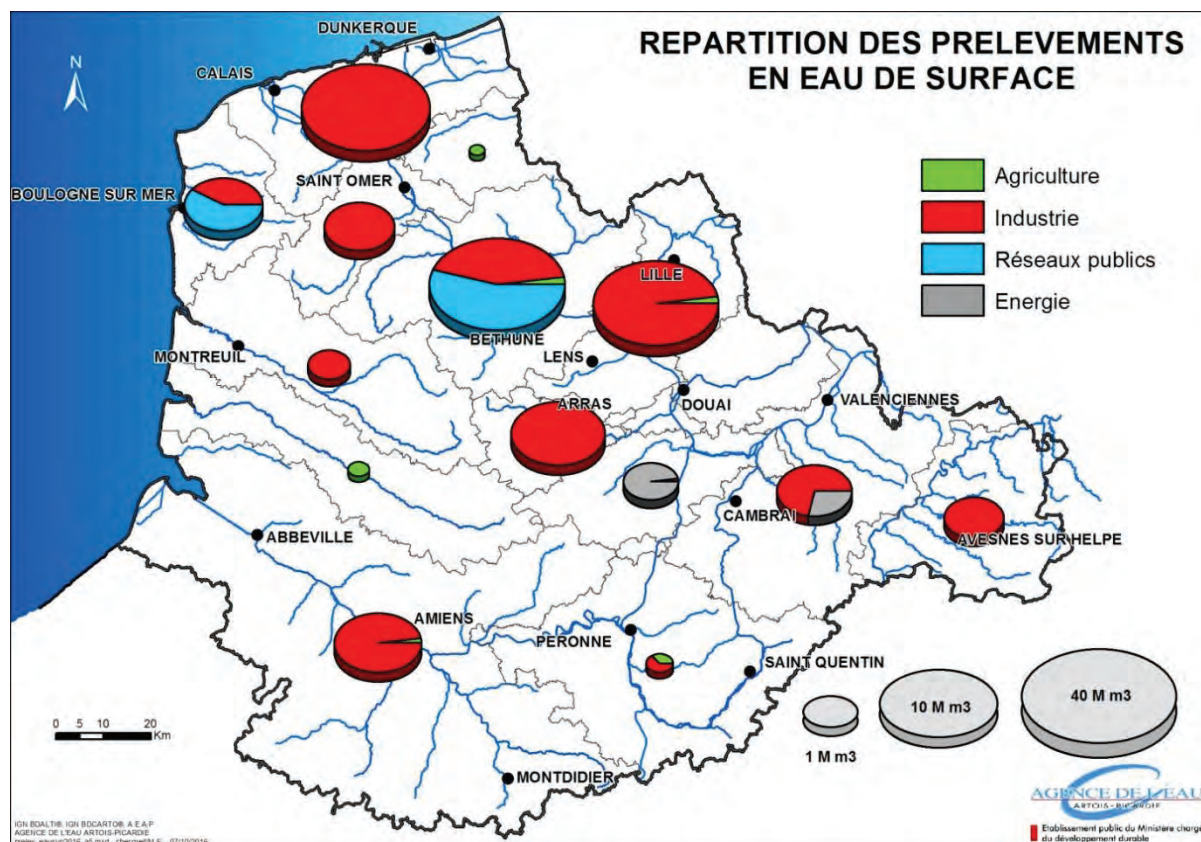 REPARTITION DES PRELEVEMENTS
EN EAU DE SURFACE
DUNKERQUE
N
CALAIS
Agriculture
SAINT OMER
BOULOGNE SUR MER
Industrie
Réseaux publics
LILLE
Energie
BETHUNE
MONTREUIL
LENS
ARRAS
DOUAI
VALENCIENNES
CAMBRAI
AVESNES SUR HELPE
ABBEVILLE
AMIENS
PERONNE
SAINT QUENTIN
40 M m3
10 M m3
1 M m3
0 5 10 20
Km
MONTDIDIER
AGENCE DE L'EAU
ARTOIS-PICARDIE
Etablissement public du Ministère chargé
du développement durable
IGN BDALTI®, IGN BDCARTO®, A.E.A.P
AGENCE DE L'EAU ARTOIS-PICARDIE